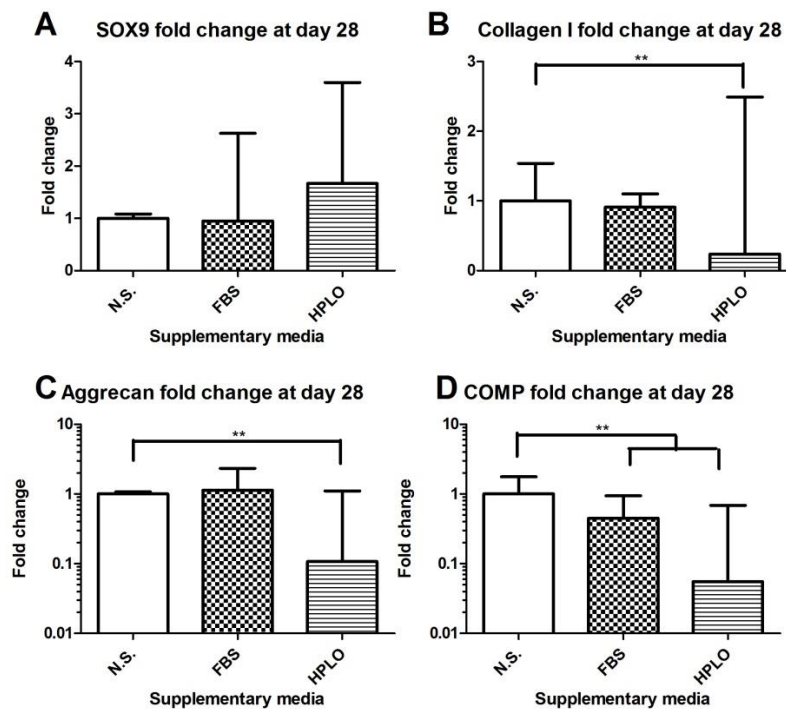 A SOX9 fold change at day 28
Fold change
4
3
2
1
0
N.S.
FBS
HPLO
Supplementary media
B Collagen I fold change at day 28
**
Fold change
3
2
1
0
N.S.
FBS
HPLO
Supplementary media
C Aggrecan fold change at day 28
**
Fold change
10
1
0.1
0.01
N.S.
FBS
HPLO
Supplementary media
D COMP fold change at day 28
**
Fold change
10
1
0.1
0.01
N.S.
FBS
HPLO
Supplementary media